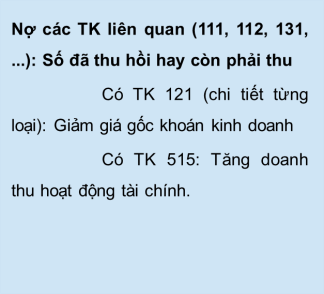 Nợ các TK liên quan (111, 112, 131,
...): Số đã thu hồi hay còn phải thu
Có TK 121 (chi tiết từng
loại): Giảm giá gốc khoán kinh doanh
Có TK 515: Tăng doanh
thu hoạt động tài chính.